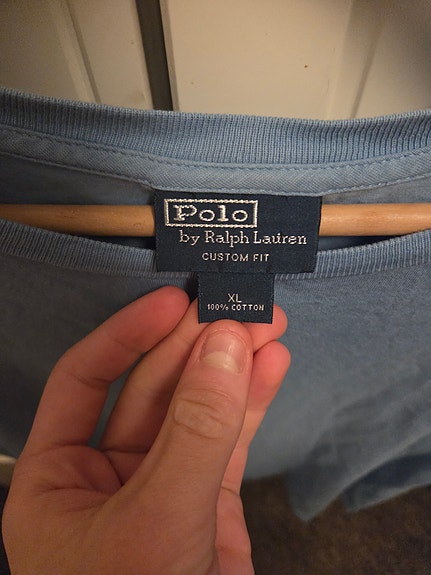 Polo
by Ralph Lauren
CUSTOM FIT
XL
100% COTTON